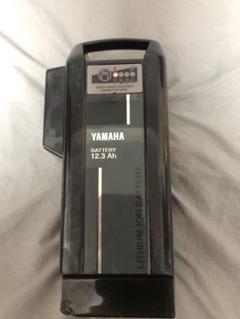 YAMAHA
BATTERY
12.3 Ah
LITHIUM-ION BATTERY